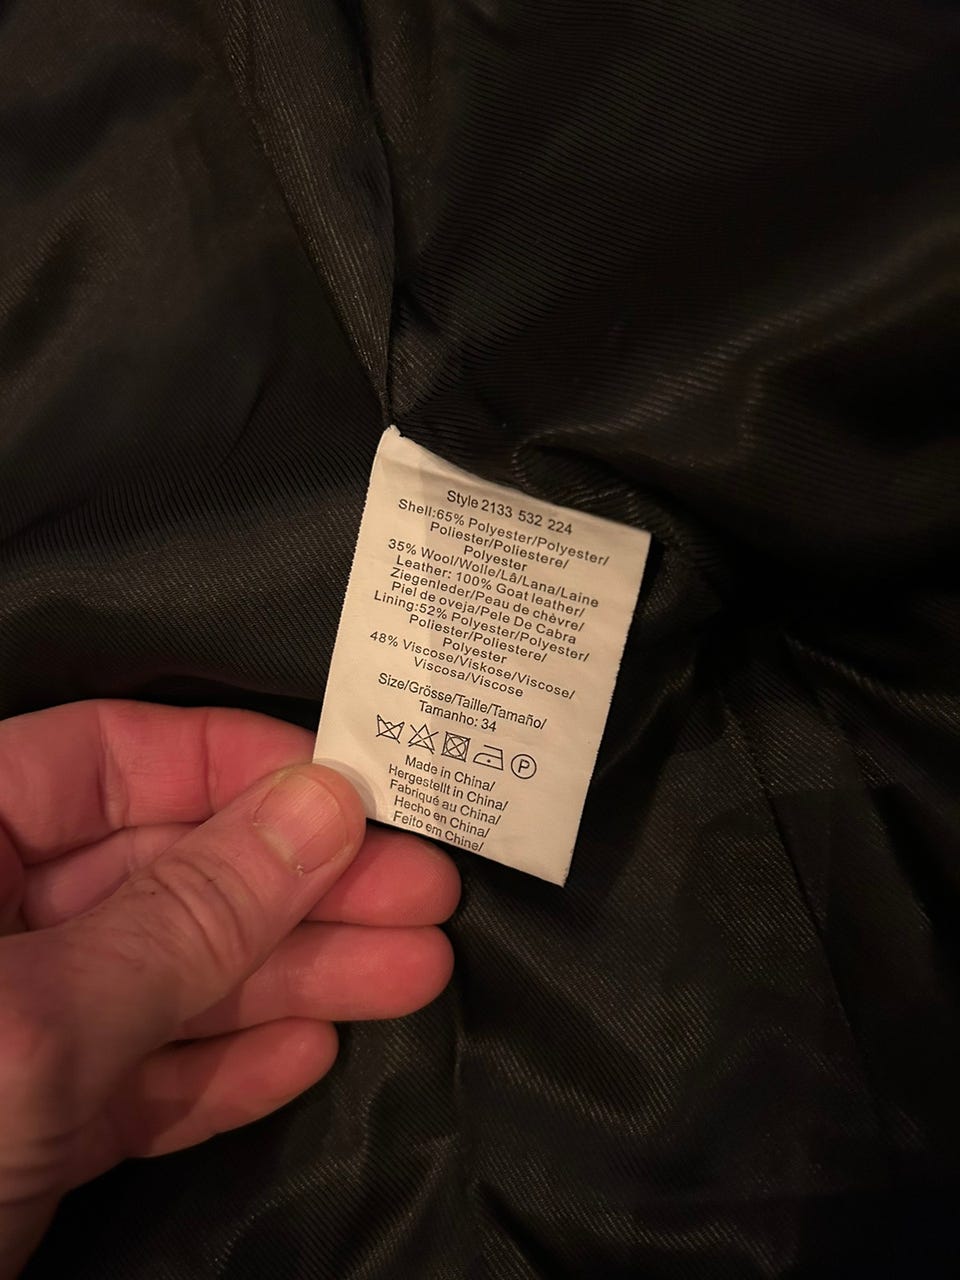 Style 2133 532 224
Shell:65% Polyester/Polyester/
Poliester/Poliestere/
Polyester
35% Wool/Wolle/Lã/Lana/Laine
Leather: 100% Goat leather/
Ziegenleder/Peau de chèvre/
Piel de oveja/Pele De Cabra
Lining:52% Polyester/Polyester/
Poliester/Poliestere/
Polyester
48% Viscose/Viskose/Viscose/
Viscosa/Viscose
Size/Grösse/Taille/Tamaño/
Tamanho: 34
P
Made in China/
Hergestellt in China/
Fabriqué au China/
Hecho en China/
Feito em Chine/